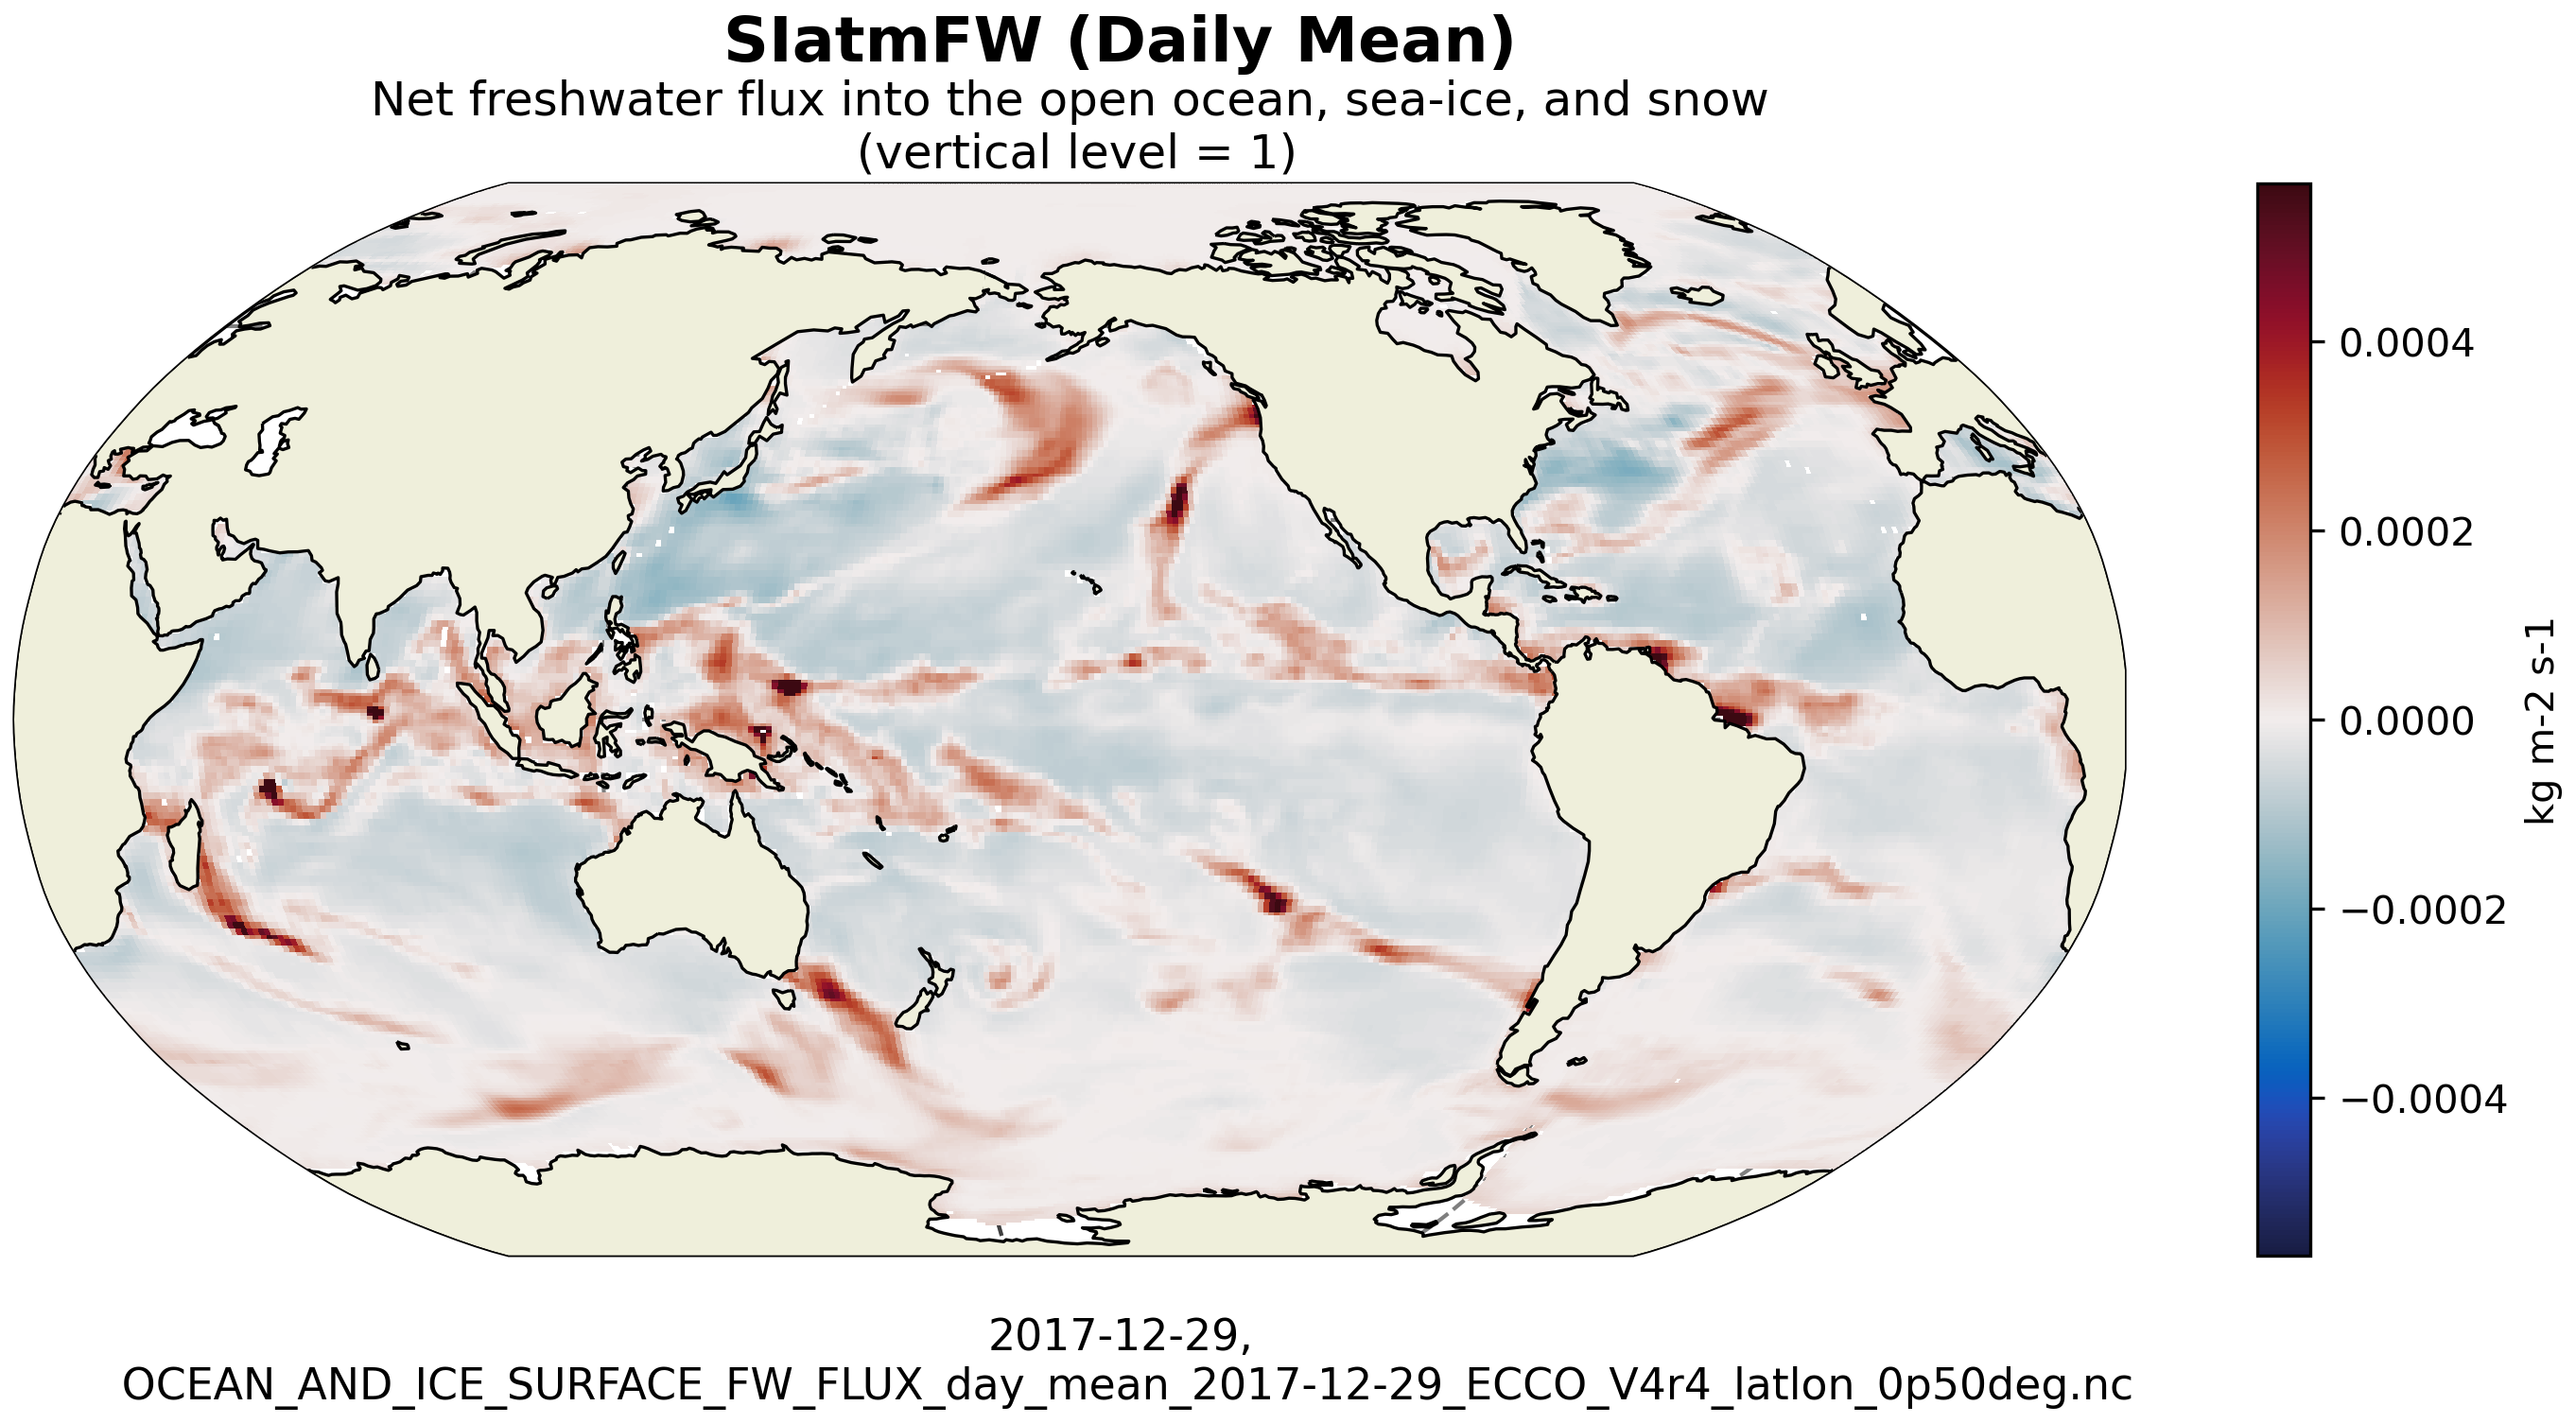 SIatmFW (Daily Mean)
Net freshwater flux into the open ocean, sea-ice, and snow
(vertical level = 1)
0.0004
0.0002
0.0000
−0.0002
−0.0004
kg m-2 s-1
2017-12-29,
OCEAN_AND_ICE_SURFACE_FW_FLUX_day_mean_2017-12-29_ECCO_V4r4_latlon_0p50deg.nc